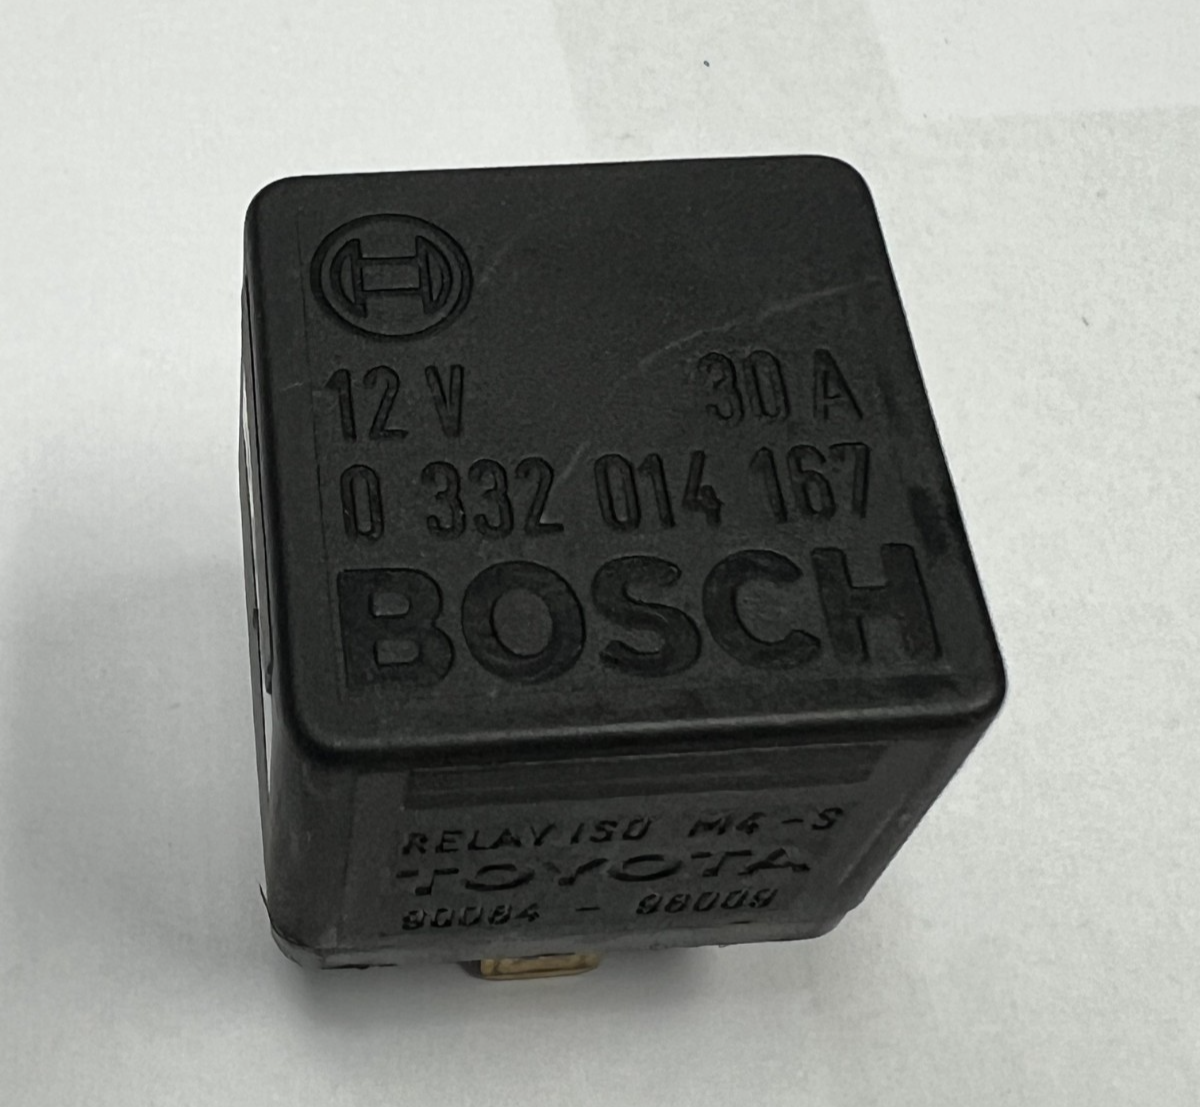 12 V 30 A
0 332 014 167
BOSCH
RELAY ISO M4-S
TOYOTA
90084 - 98009